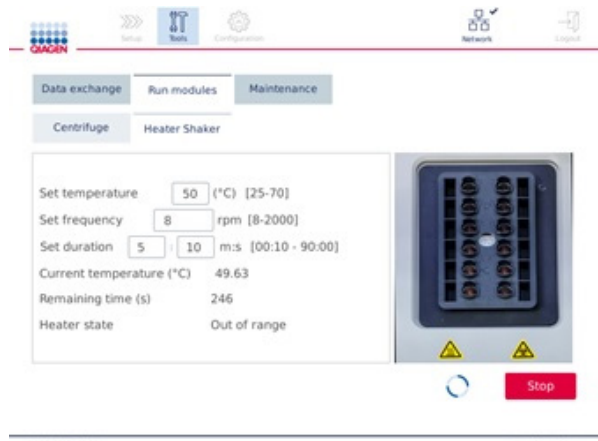 Setup
Tools
Configuration
Network
Logout
QIAGEN
Data exchange
Run modules
Maintenance
Centrifuge
Heater Shaker
Set temperature 50 (°C) [25-70]
Set frequency 8 rpm [8-2000]
Set duration 5 : 10 m:s [00:10 - 90:00]
Current temperature (°C) 49.63
Remaining time (s) 246
Heater state Out of range
Stop